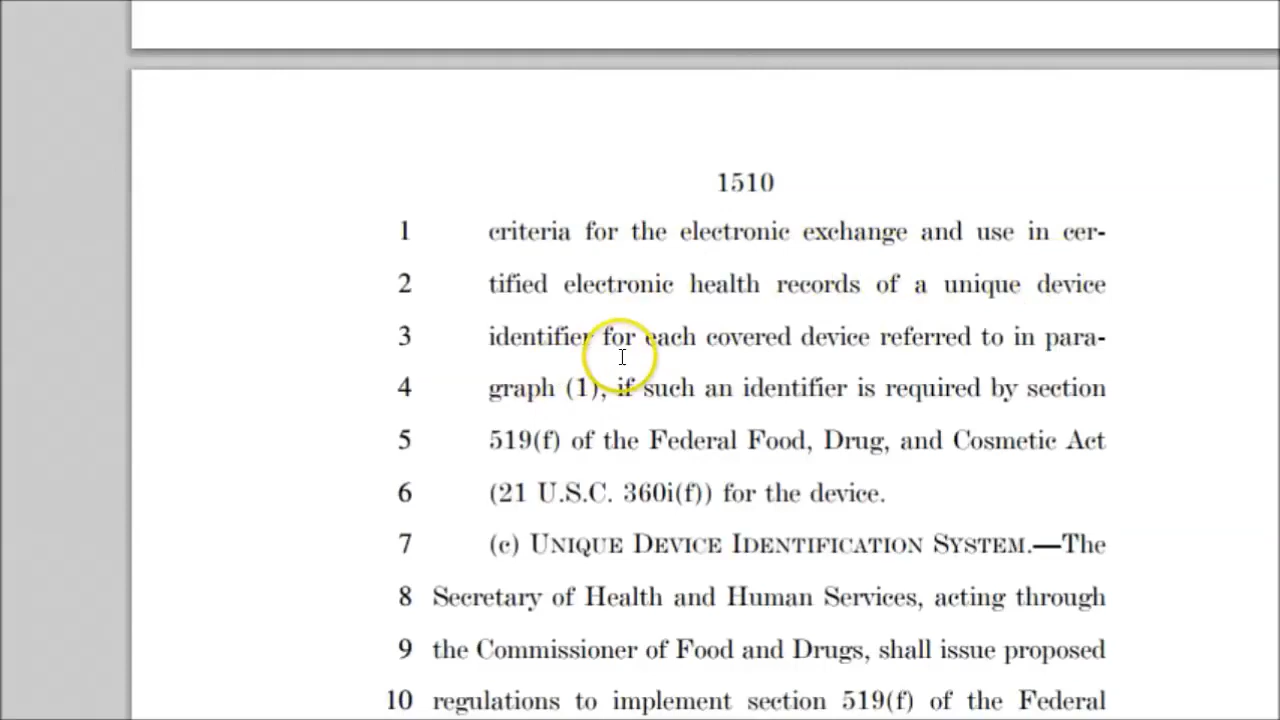 1510
1 criteria for the electronic exchange and use in cer-
2 tified electronic health records of a unique device
3 identifier for each covered device referred to in para-
4 graph (1), if such an identifier is required by section
5 519(f) of the Federal Food, Drug, and Cosmetic Act
6 (21 U.S.C. 360i(f)) for the device.
7 (c) UNIQUE DEVICE IDENTIFICATION SYSTEM.—The
8 Secretary of Health and Human Services, acting through
9 the Commissioner of Food and Drugs, shall issue proposed
10 regulations to implement section 519(f) of the Federal